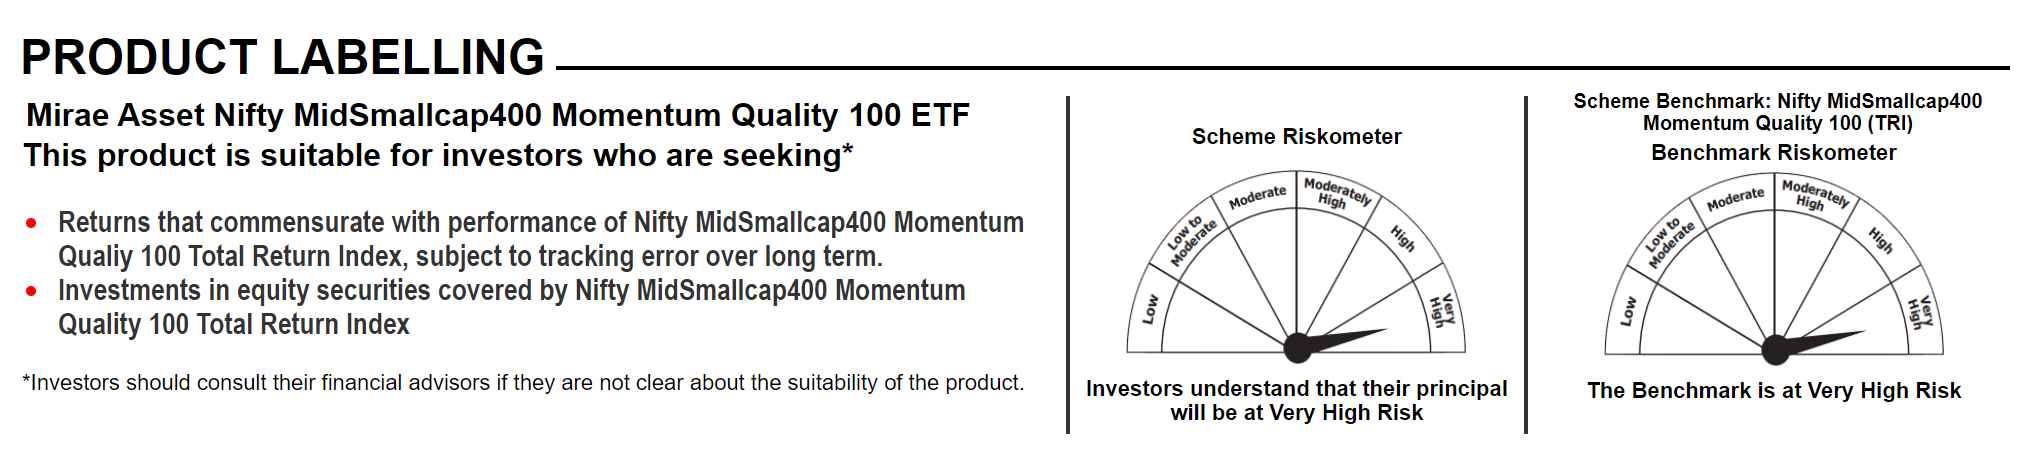 PRODUCT LABELLING
Mirae Asset Nifty MidSmallcap400 Momentum Quality 100 ETF
This product is suitable for investors who are seeking*
• Returns that commensurate with performance of Nifty MidSmallcap400 Momentum
Qualiy 100 Total Return Index, subject to tracking error over long term.
• Investments in equity securities covered by Nifty MidSmallcap400 Momentum
Quality 100 Total Return Index
*Investors should consult their financial advisors if they are not clear about the suitability of the product.
Scheme Riskometer
Low
Low to
Moderate
Moderate
Moderately
High
High
Very
High
Investors understand that their principal
will be at Very High Risk
Scheme Benchmark: Nifty MidSmallcap400
Momentum Quality 100 (TRI)
Benchmark Riskometer
Low
Low to
Moderate
Moderate
Moderately
High
High
Very
High
The Benchmark is at Very High Risk